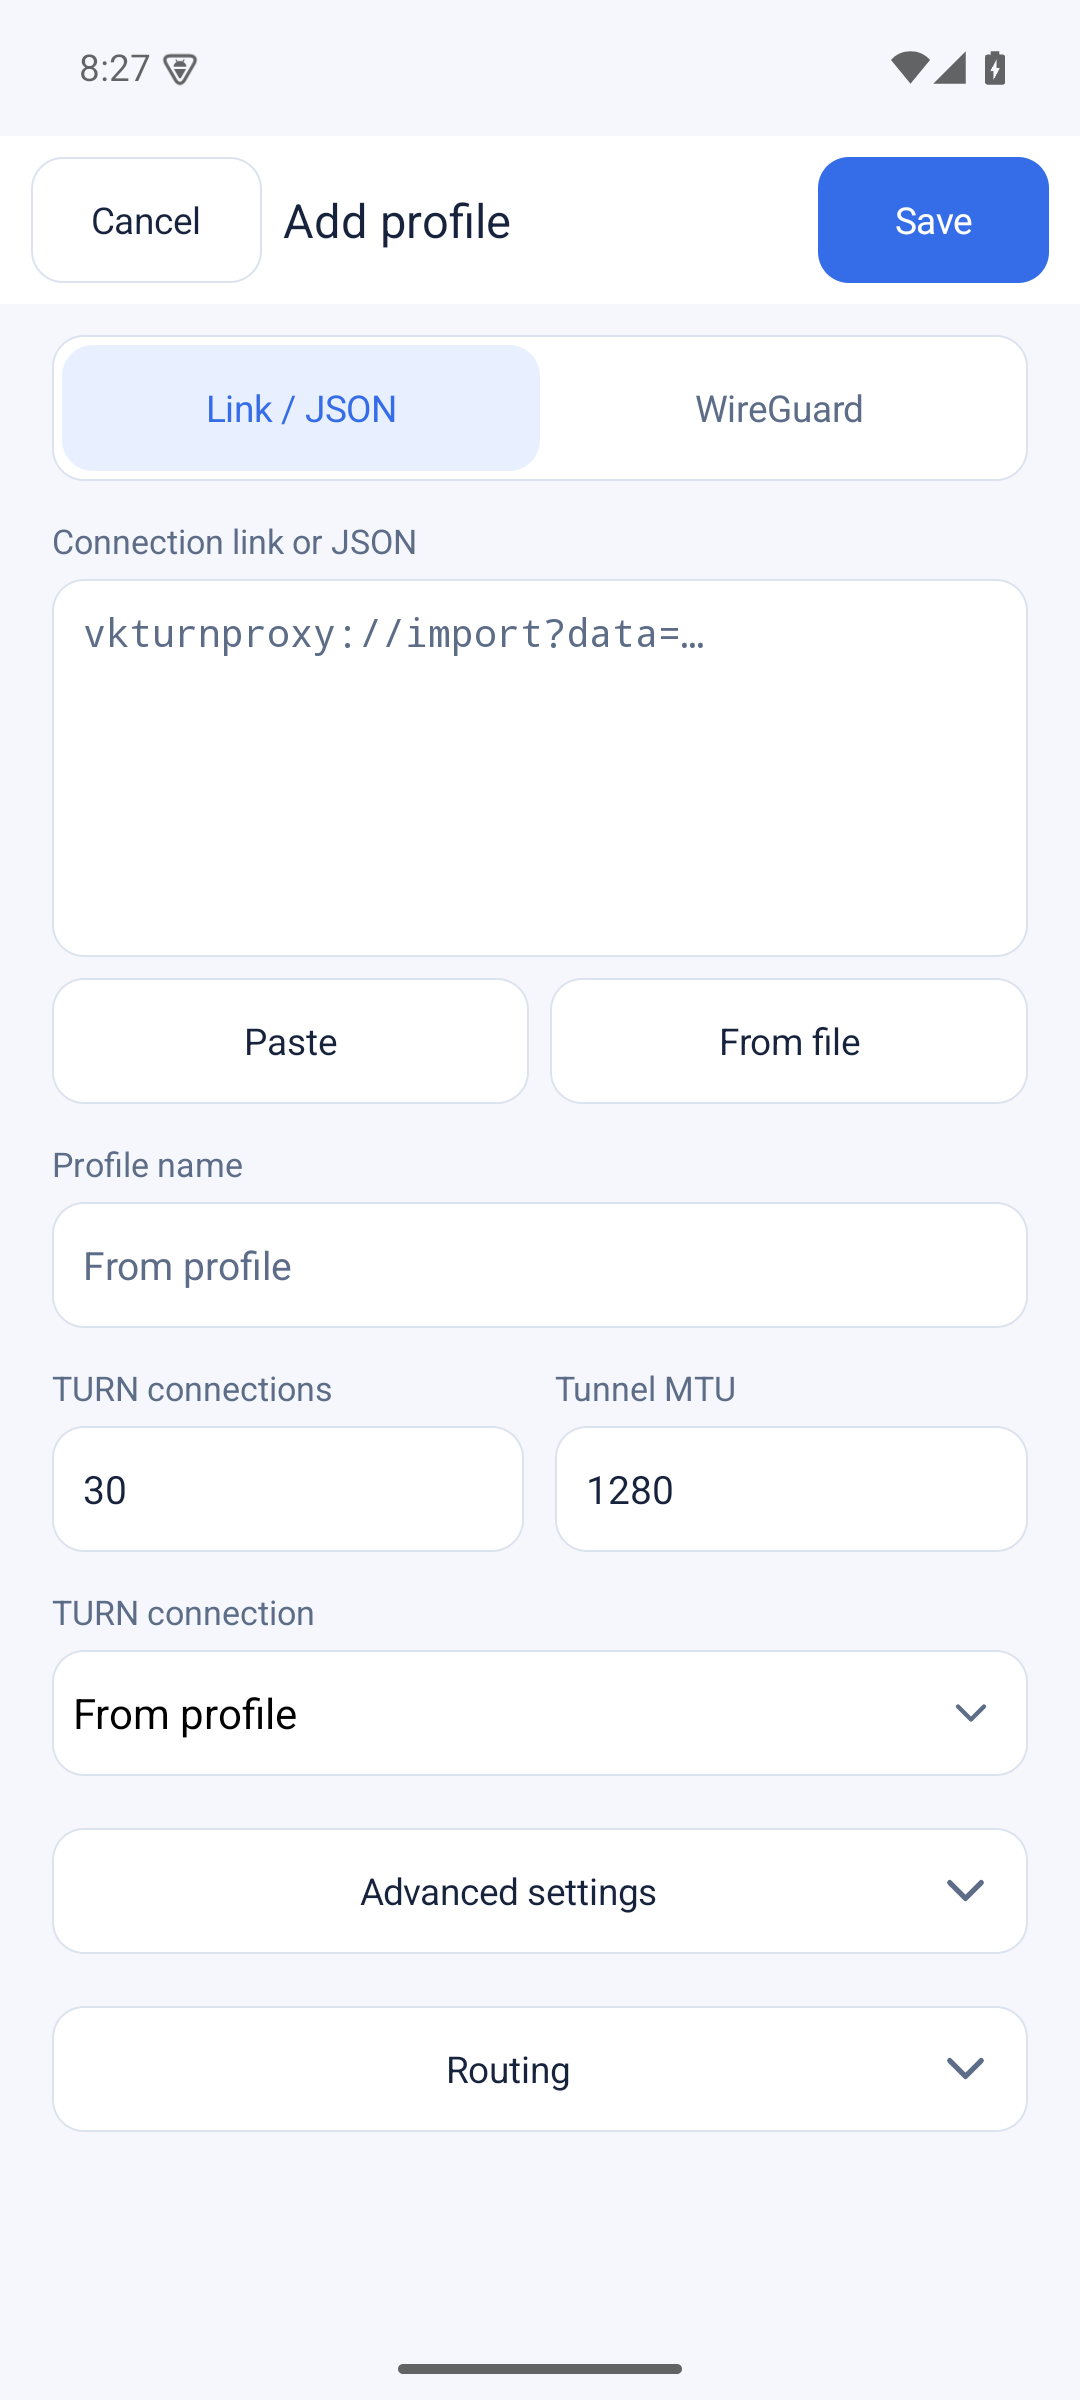 8:27
Cancel
Add profile
Save
Link / JSON
WireGuard
Connection link or JSON
vkturnproxy://import?data=…
Paste
From file
Profile name
From profile
TURN connections
Tunnel MTU
30
1280
TURN connection
From profile
Advanced settings
Routing